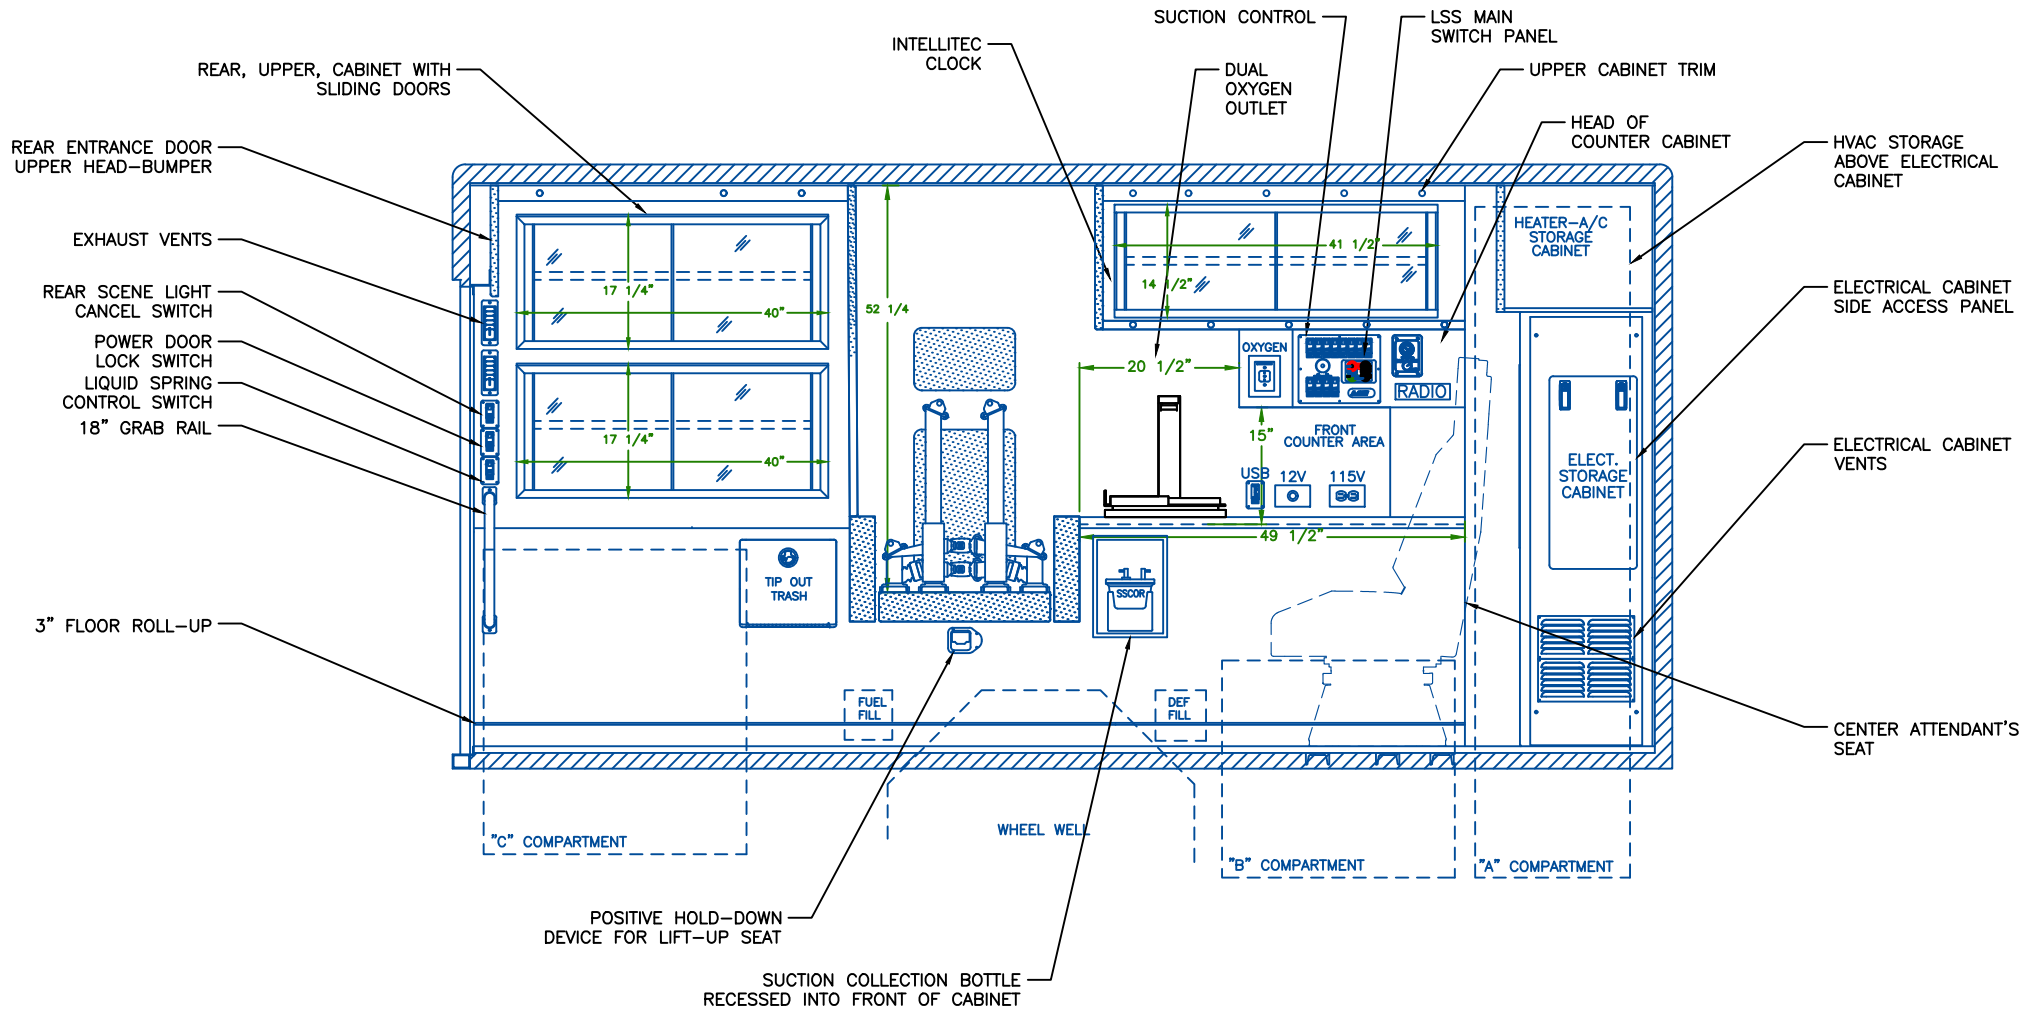 SUCTION CONTROL
LSS MAIN
SWITCH PANEL
INTELLITEC
CLOCK
DUAL
OXYGEN
OUTLET
UPPER CABINET TRIM
REAR, UPPER, CABINET WITH
SLIDING DOORS
HEAD OF
COUNTER CABINET
REAR ENTRANCE DOOR
UPPER HEAD-BUMPER
HVAC STORAGE
ABOVE ELECTRICAL
CABINET
EXHAUST VENTS
HEATER-A/C
STORAGE
CABINET
41 1/2"
14 1/2"
17 1/4"
40"
52 1/4
REAR SCENE LIGHT
CANCEL SWITCH
ELECTRICAL CABINET
SIDE ACCESS PANEL
POWER DOOR
LOCK SWITCH
OXYGEN
20 1/2"
RADIO
LIQUID SPRING
CONTROL SWITCH
18" GRAB RAIL
17 1/4"
40"
15"
FRONT
COUNTER AREA
ELECTRICAL CABINET
VENTS
ELECT.
STORAGE
CABINET
USB
12V
115V
49 1/2"
TIP OUT
TRASH
SSCOR
3" FLOOR ROLL-UP
FUEL
FILL
DEF
FILL
CENTER ATTENDANT'S
SEAT
WHEEL WELL
"C" COMPARTMENT
"B" COMPARTMENT
"A" COMPARTMENT
POSITIVE HOLD-DOWN
DEVICE FOR LIFT-UP SEAT
SUCTION COLLECTION BOTTLE
RECESSED INTO FRONT OF CABINET